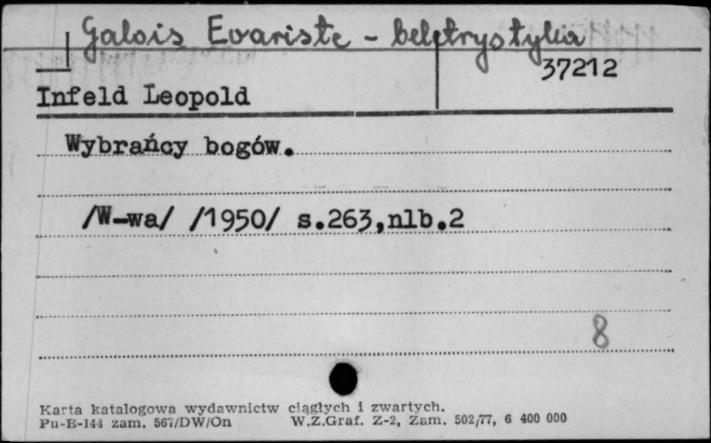 Galois Evariste - beletrystyka
37212
Infeld Leopold
Wybrańcy bogów.
/W-wa/ /1950/ s.263,nlb.2
8
Karta katalogowa wydawnictw ciągłych i zwartych.
Pu-B-144 zam. 567/DW/On W.Z.Graf. Z-2, Zam. 502/77, 6 400 000